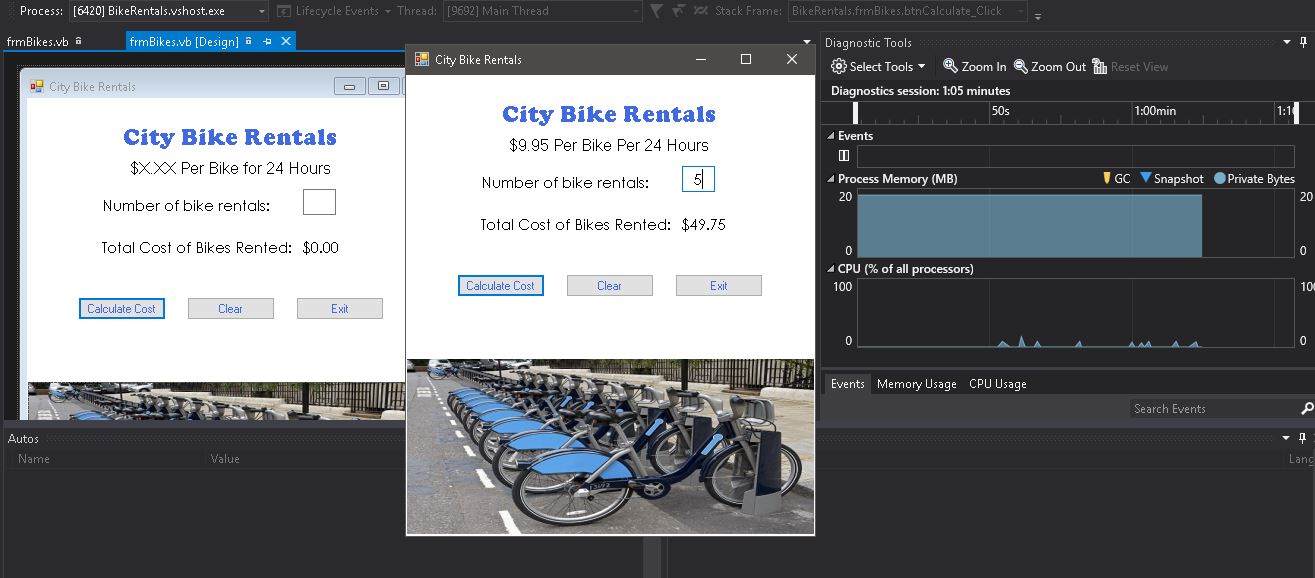 Process: [6420] BikeRentals.vshost.exe Lifecycle Events Thread: [9692] Main Thread Stack Frame: BikeRentals.frmBikes.btnCalculate_Click
frmBikes.vb frmBikes.vb [Design]
City Bike Rentals
City Bike Rentals
$X.XX Per Bike for 24 Hours
Number of bike rentals:
Total Cost of Bikes Rented: $0.00
Calculate Cost Clear Exit
City Bike Rentals
City Bike Rentals
$9.95 Per Bike Per 24 Hours
Number of bike rentals: 5
Total Cost of Bikes Rented: $49.75
Calculate Cost Clear Exit
Diagnostic Tools
Select Tools Zoom In Zoom Out Reset View
Diagnostics session: 1:05 minutes
50s 1:00min 1:10
Events
Process Memory (MB) GC Snapshot Private Bytes
20 20
0 0
CPU (% of all processors)
100 100
0 0
Events Memory Usage CPU Usage
Search Events
Autos
Name Value Lang